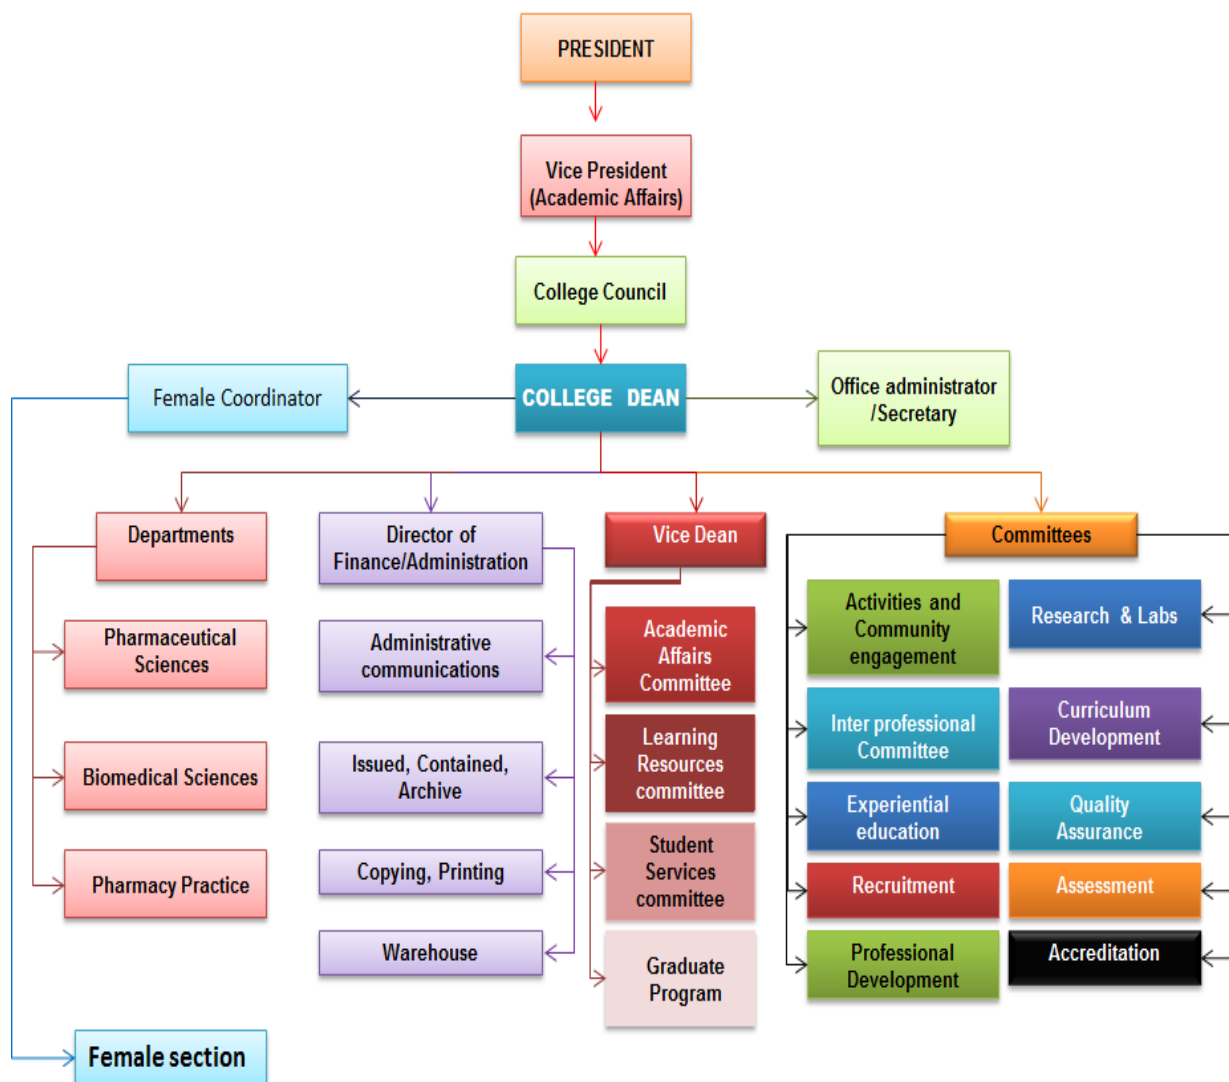 PRESIDENT
Vice President
(Academic Affairs)
College Council
Female Coordinator
COLLEGE DEAN
Office administrator
/Secretary
Departments
Pharmaceutical
Sciences
Biomedical Sciences
Pharmacy Practice
Director of
Finance/Administration
Administrative
communications
Issued, Contained,
Archive
Copying, Printing
Warehouse
Vice Dean
Academic
Affairs
Committee
Learning
Resources
committee
Student
Services
committee
Graduate
Program
Committees
Activities and
Community
engagement
Research & Labs
Inter professional
Committee
Curriculum
Development
Experiential
education
Quality
Assurance
Recruitment
Assessment
Professional
Development
Accreditation
Female section